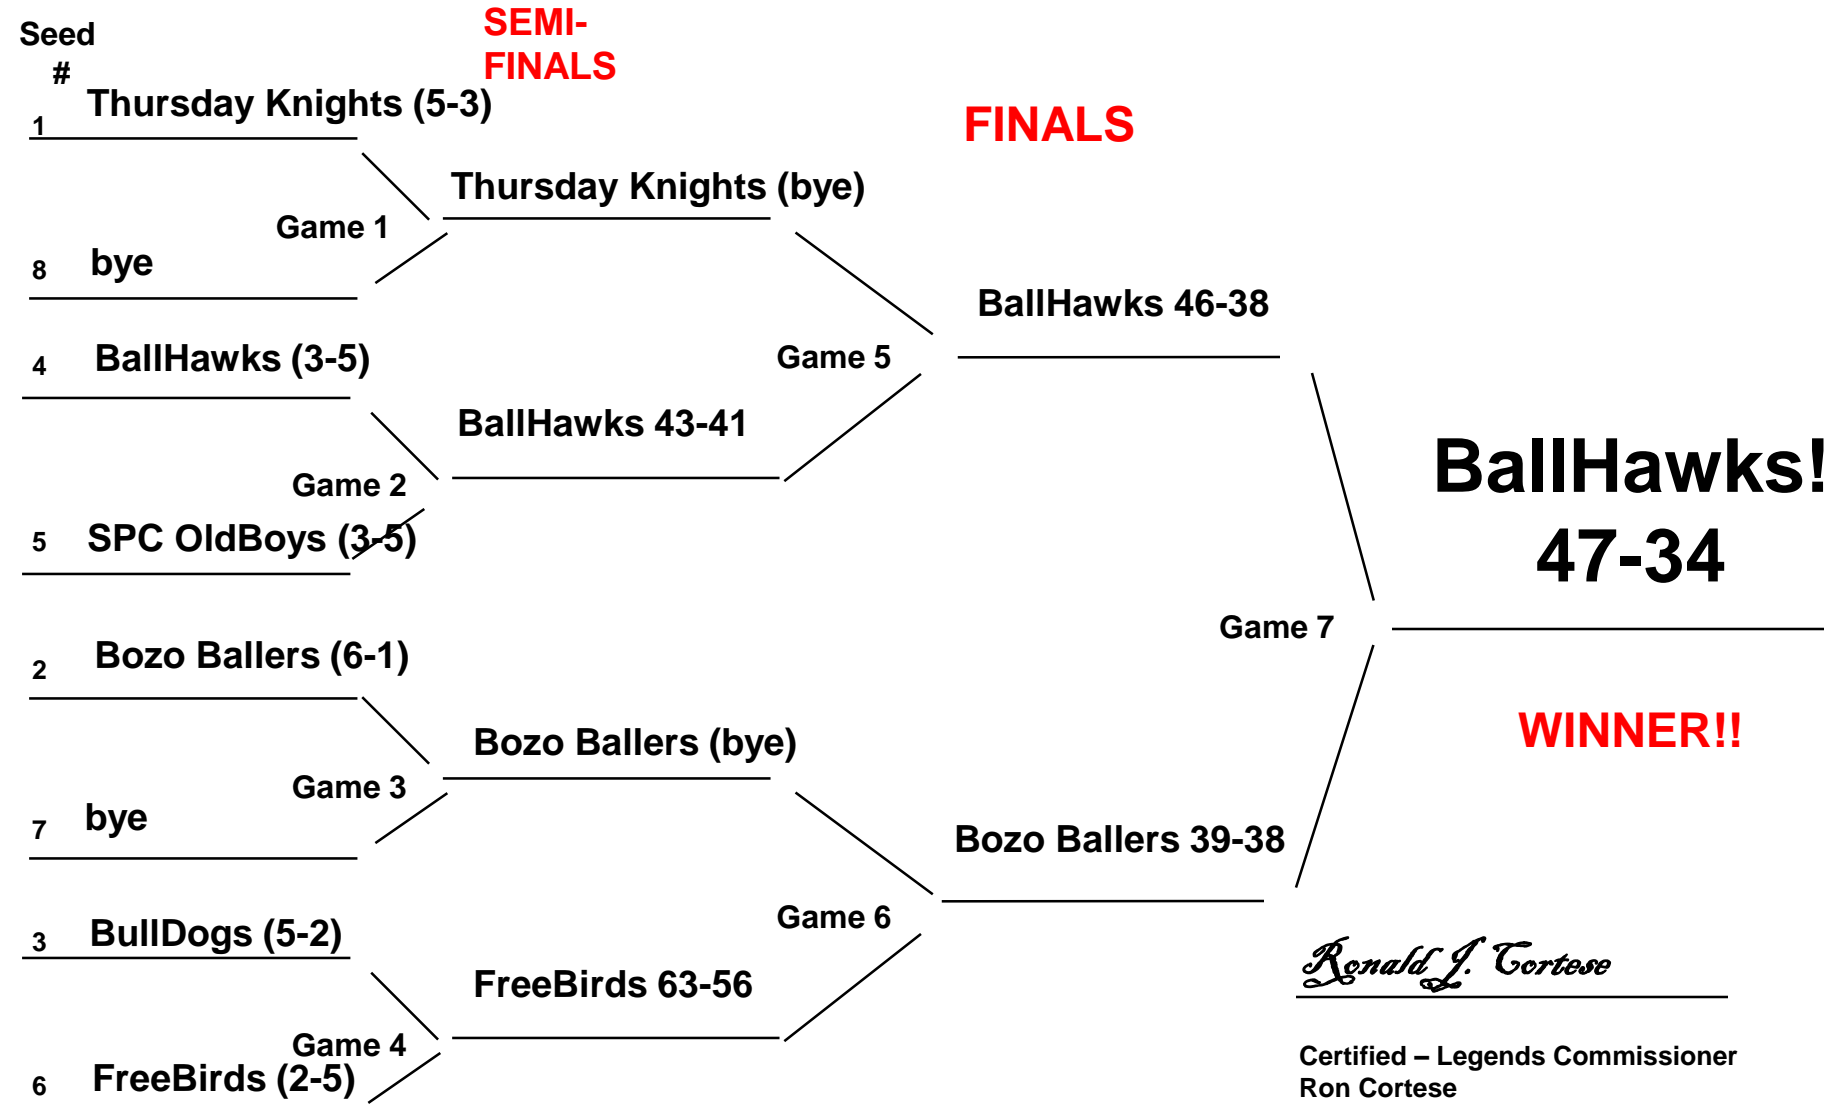 Seed
#
SEMI-
FINALS
FINALS
1 Thursday Knights (5-3)
Game 1
8 bye
Thursday Knights (bye)
4 BallHawks (3-5)
Game 2
5 SPC OldBoys (3-5)
BallHawks 43-41
Game 5
BallHawks 46-38
2 Bozo Ballers (6-1)
Game 3
7 bye
Bozo Ballers (bye)
3 BullDogs (5-2)
Game 4
6 FreeBirds (2-5)
FreeBirds 63-56
Game 6
Bozo Ballers 39-38
Game 7
BallHawks!
47-34
WINNER!!
Ronald J. Cortese
Certified – Legends Commissioner
Ron Cortese